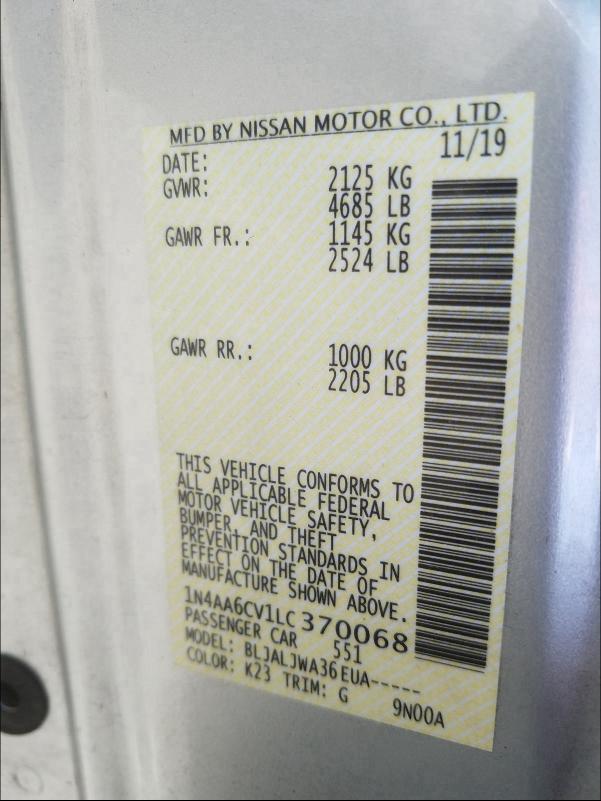 MFD BY NISSAN MOTOR CO., LTD.
DATE: 11/19
GVWR: 2125 KG
4685 LB
GAWR FR.: 1145 KG
2524 LB
GAWR RR.: 1000 KG
2205 LB
THIS VEHICLE CONFORMS TO
ALL APPLICABLE FEDERAL
MOTOR VEHICLE SAFETY,
BUMPER, AND THEFT
PREVENTION STANDARDS IN
EFFECT ON THE DATE OF
MANUFACTURE SHOWN ABOVE.
1N4AA6CV1LC370068
PASSENGER CAR 551
MODEL: BLJALJWA36EUA-----
COLOR: K23 TRIM: G 9N00A